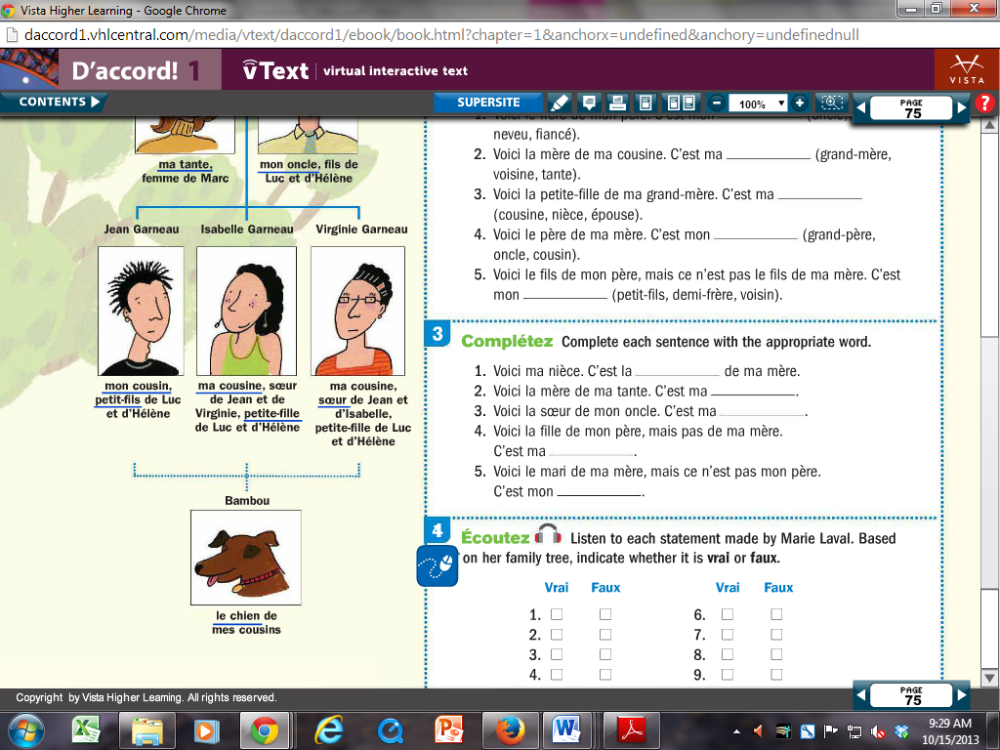 Vista Higher Learning - Google Chrome
daccord1.vhlcentral.com/media/vtext/daccord1/ebook/book.html?chapter=1&anchorx=undefined&anchory=undefinednull
D'accord! 1
vText | virtual interactive text
VISTA
CONTENTS
SUPERSITE
100%
PAGE
75
?
ma tante,
femme de Marc
mon oncle, fils de
Luc et d'Hélène
Jean Garneau
Isabelle Garneau
Virginie Garneau
mon cousin,
petit-fils de Luc
et d'Hélène
ma cousine, sœur
de Jean et de
Virginie, petite-fille
de Luc et d'Hélène
ma cousine,
sœur de Jean et
d'Isabelle,
petite-fille de Luc
et d'Hélène
Bambou
le chien de
mes cousins
1. Voici le frère de mon père. C'est mon (oncle,
neveu, fiancé).
2. Voici la mère de ma cousine. C'est ma (grand-mère,
voisine, tante).
3. Voici la petite-fille de ma grand-mère. C'est ma
(cousine, nièce, épouse).
4. Voici le père de ma mère. C'est mon (grand-père,
oncle, cousin).
5. Voici le fils de mon père, mais ce n'est pas le fils de ma mère. C'est
mon (petit-fils, demi-frère, voisin).
3 Complétez Complete each sentence with the appropriate word.
1. Voici ma nièce. C'est la de ma mère.
2. Voici la mère de ma tante. C'est ma .
3. Voici la sœur de mon oncle. C'est ma .
4. Voici la fille de mon père, mais pas de ma mère.
C'est ma .
5. Voici le mari de ma mère, mais ce n'est pas mon père.
C'est mon .
4 Écoutez Listen to each statement made by Marie Laval. Based
on her family tree, indicate whether it is vrai or faux.
Vrai Faux Vrai Faux
1. 6.
2. 7.
3. 8.
4. 9.
Copyright by Vista Higher Learning. All rights reserved.
PAGE
75
9:29 AM
10/15/2013